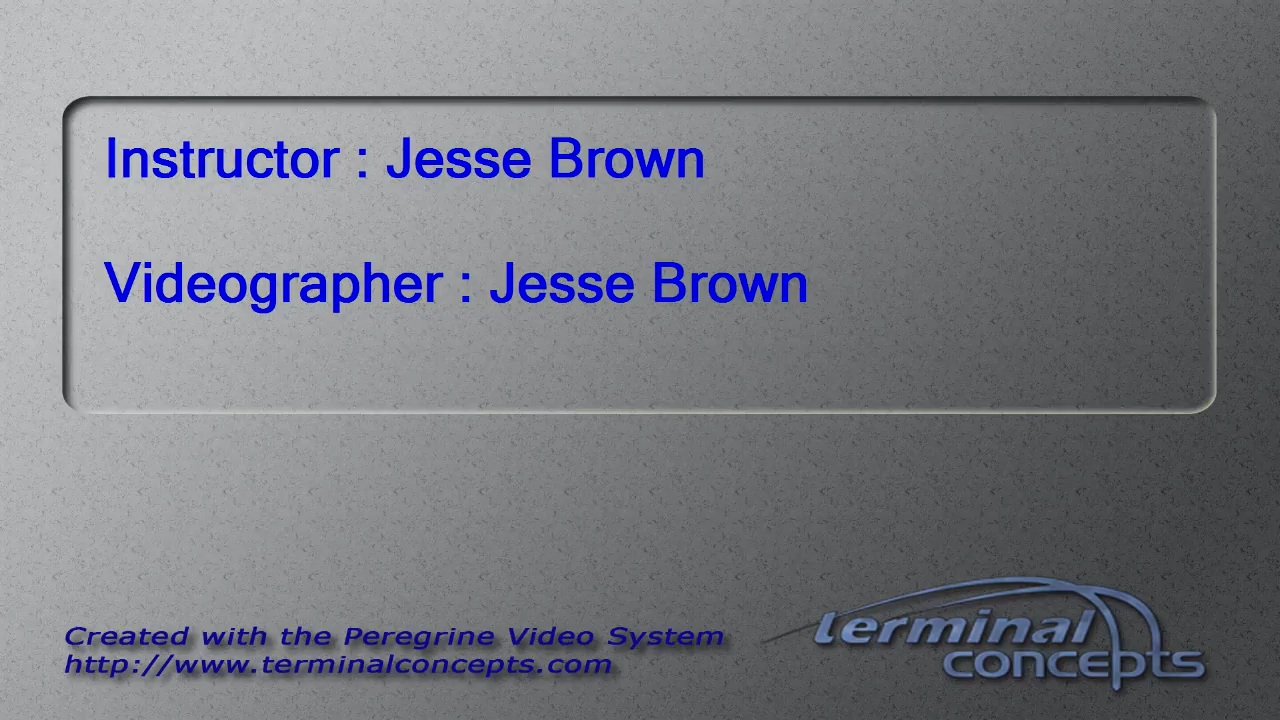 Instructor : Jesse Brown
Videographer : Jesse Brown
Created with the Peregrine Video System
http://www.terminalconcepts.com
terminal
concepts